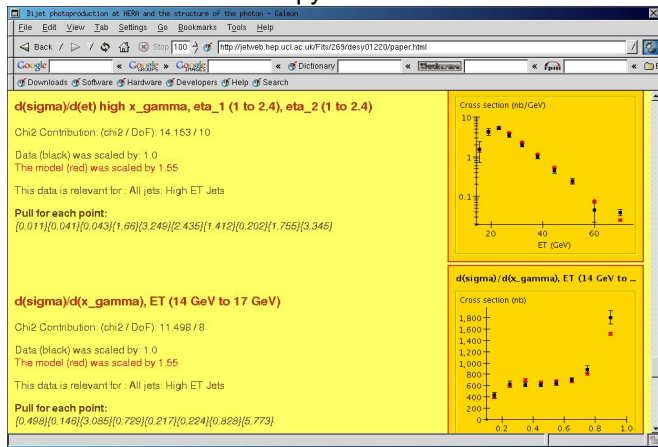 Dijet photoproduction at HERA and the structure of the photon - Galeon
File Edit View Tab Settings Go Bookmarks Tools Help
Back Stop 100 http://jetweb.hep.ucl.ac.uk/Fits/269/desy01220/paper.html
Google « GROUPS » « IMAGES « Dictionary « « fpm «
Downloads Software Hardware Developers Help Search
d(sigma)/d(et) high x_gamma, eta_1 (1 to 2.4), eta_2 (1 to 2.4)
Chi2 Contribution: (chi2 / DoF): 14.153 / 10
Data (black) was scaled by: 1.0
The model (red) was scaled by 1.55
This data is relevant for : All jets: High ET Jets
Pull for each point:
{0,011}{0,041}{0,043}{1.66}{3.249}{2.435}{1.412}{0,202}{1.755}{3.345}
Cross section (nb/GeV)
10
1
0.1
20 40 60
ET (GeV)
d(sigma)/d(x_gamma), ET (14 GeV to 17 GeV)
Chi2 Contribution: (chi2 / DoF): 11.498 / 8
Data (black) was scaled by: 1.0
The model (red) was scaled by 1.55
This data is relevant for : All jets: High ET Jets
Pull for each point:
{0,498}{0,146}{3.085}{0,729}{0,217}{0,224}{0,828}{5,773}
d(sigma)/d(x_gamma), ET (14 GeV to ...
Cross section (nb)
1,800
1,600
1,400
1,200
1,000
800
600
400
200
0
0.2 0.4 0.6 0.8 1.0